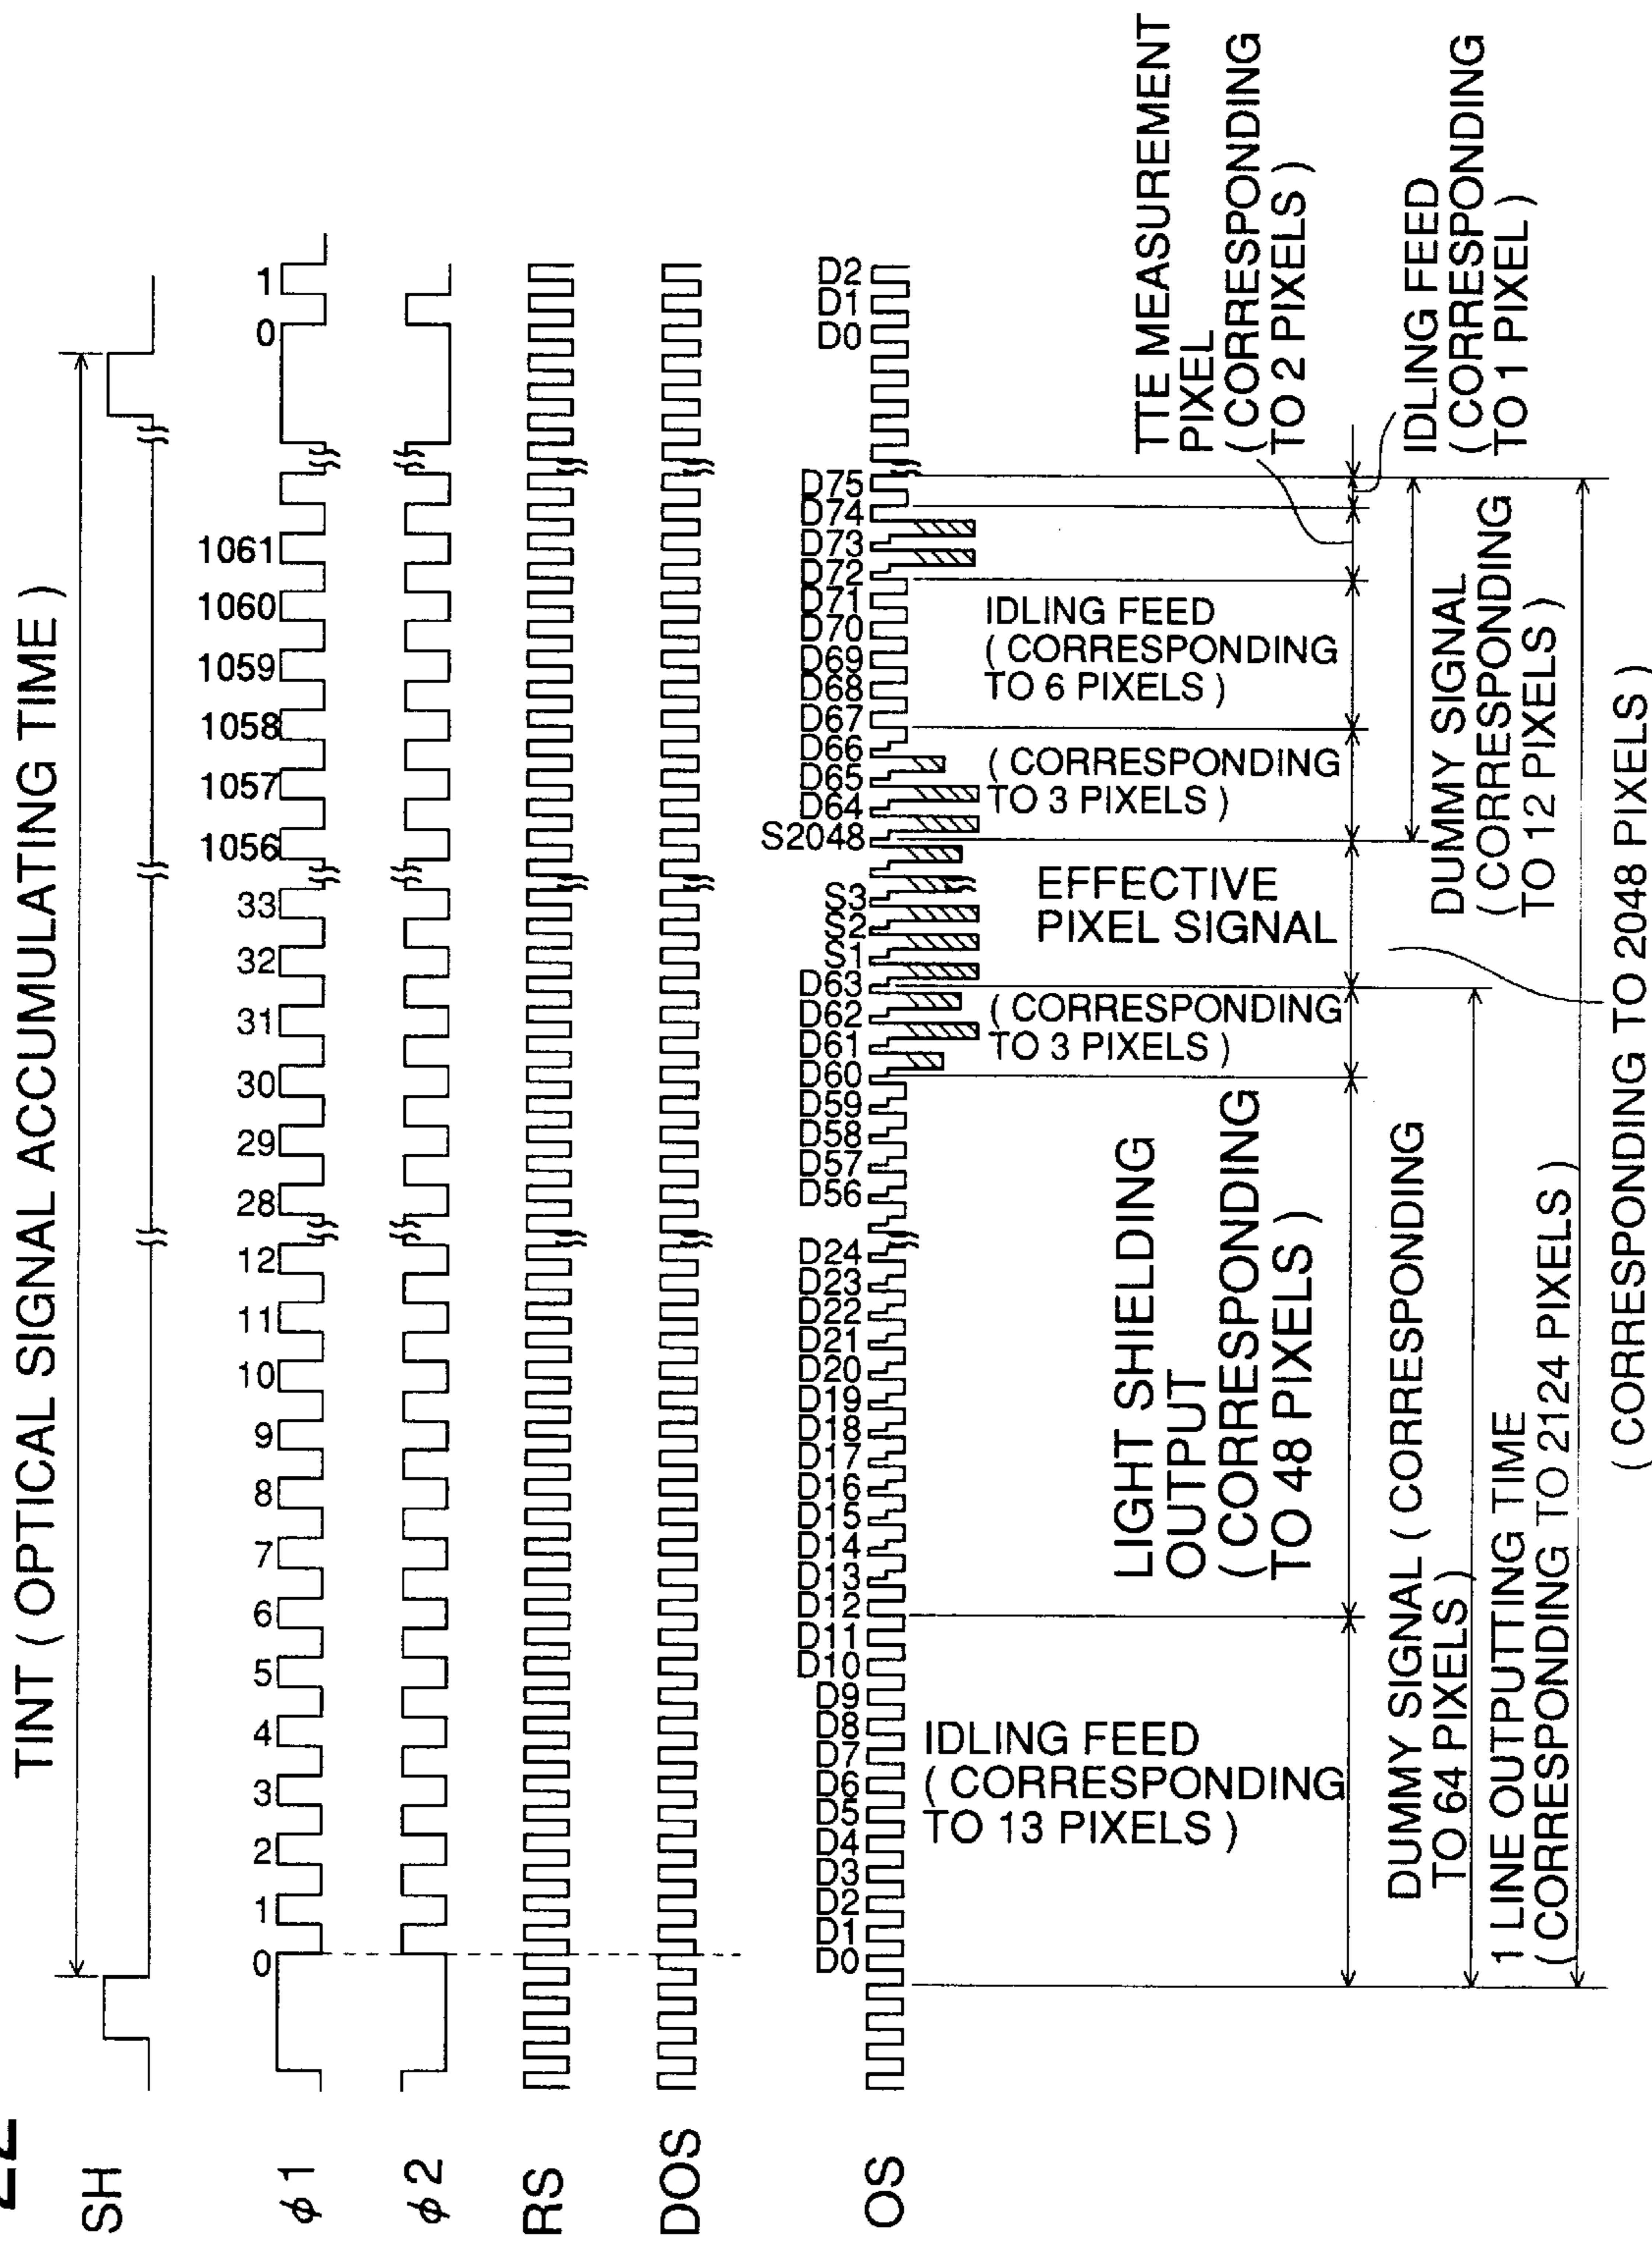 TINT ( OPTICAL SIGNAL ACCUMULATING TIME )
SH
φ1
0 1 2 3 4 5 6 7 8 9 10 11 12 28 29 30 31 32 33 1056 1057 1058 1059 1060 1061 0 1
φ2
RS
DOS
OS
D0 D1 D2 D3 D4 D5 D6 D7 D8 D9 D10 D11 D12 D13 D14 D15 D16 D17 D18 D19 D20 D21 D22 D23 D24 D56 D57 D58 D59 D60 D61 D62 D63 S1 S2 S3 S2048 D64 D65 D66 D67 D68 D69 D70 D71 D72 D73 D74 D75 D0 D1 D2
IDLING FEED
( CORRESPONDING
TO 13 PIXELS )
LIGHT SHIELDING
OUTPUT
( CORRESPONDING
TO 48 PIXELS )
( CORRESPONDING
TO 3 PIXELS )
EFFECTIVE
PIXEL SIGNAL
( CORRESPONDING
TO 3 PIXELS )
IDLING FEED
( CORRESPONDING
TO 6 PIXELS )
TTE MEASUREMENT
PIXEL
( CORRESPONDING
TO 2 PIXELS )
IDLING FEED
( CORRESPONDING
TO 1 PIXEL )
DUMMY SIGNAL ( CORRESPONDING
TO 64 PIXELS )
DUMMY SIGNAL
( CORRESPONDING
TO 12 PIXELS )
1 LINE OUTPUTTING TIME
( CORRESPONDING TO 2124 PIXELS )
( CORRESPONDING TO 2048 PIXELS )